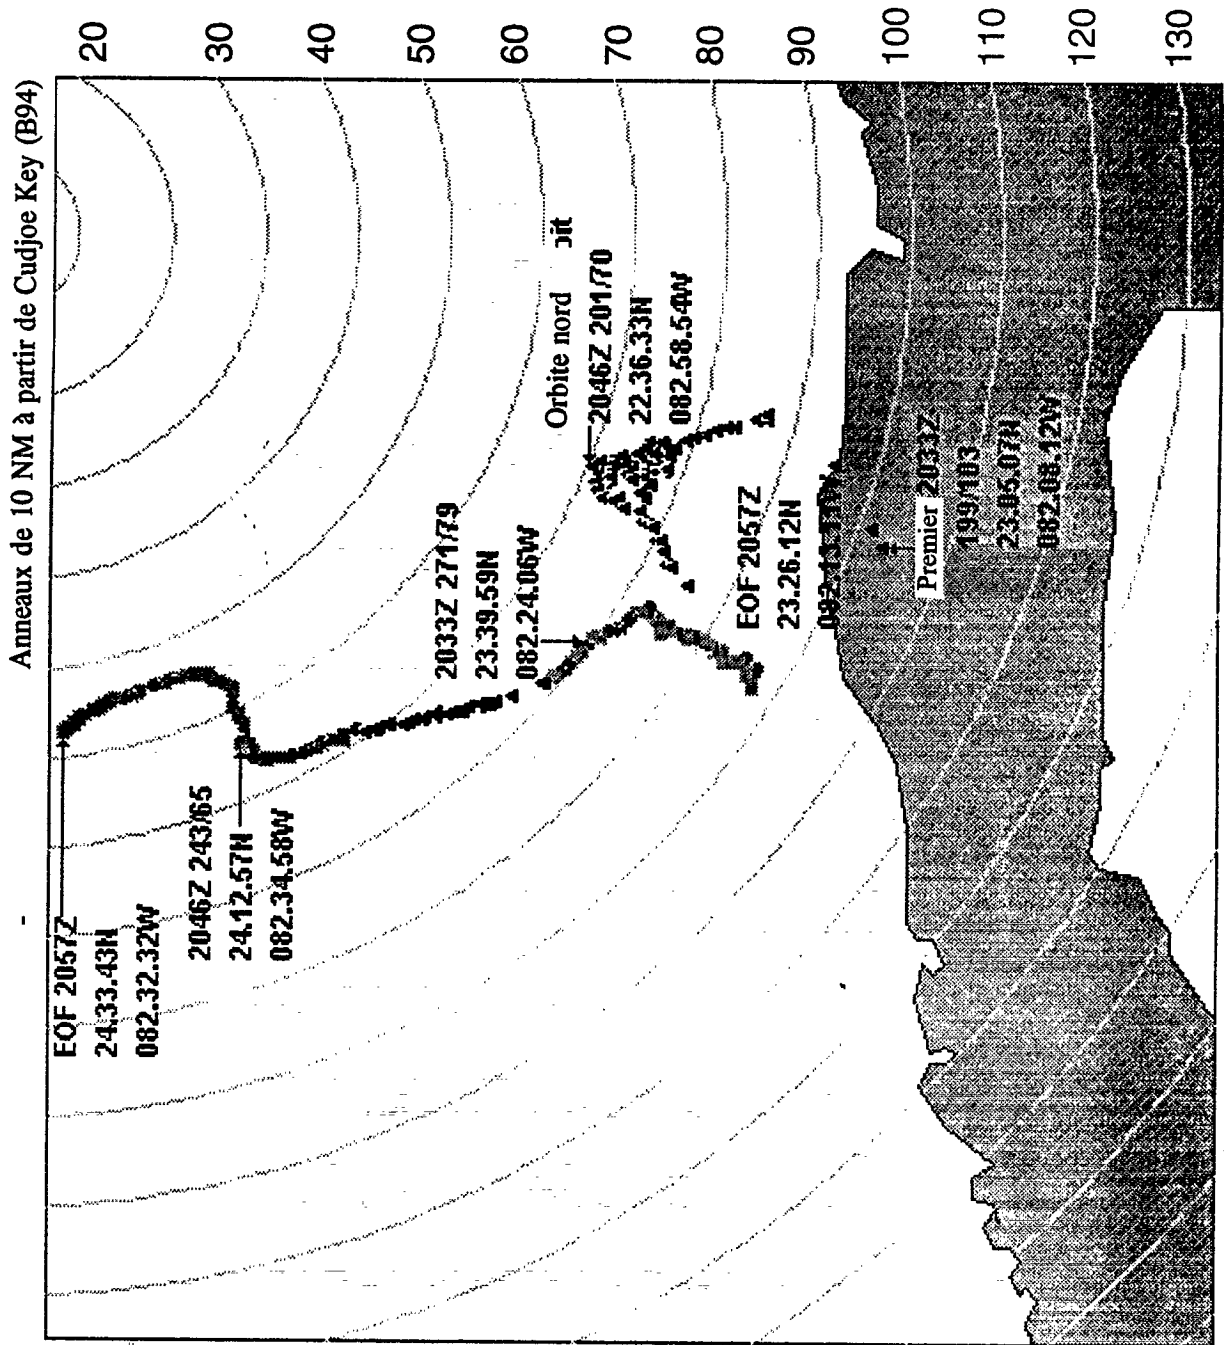 Anneaux de 10 NM à partir de Cudjoe Key (B94)
-
20
30
40
50
60
70
80
90
100
110
120
130
EOF 2057Z
24.33.43N
082.32.32W
2046Z 243/65
24.12.57N
082.34.58W
2033Z 271/79
23.39.59N
082.24.06W
Orbite nord
2046Z 201/70
22.36.33N
082.58.54W
EOF 2057Z
23.26.12N
Premier 2033Z
199/103
23.05.07N
082.08.12W